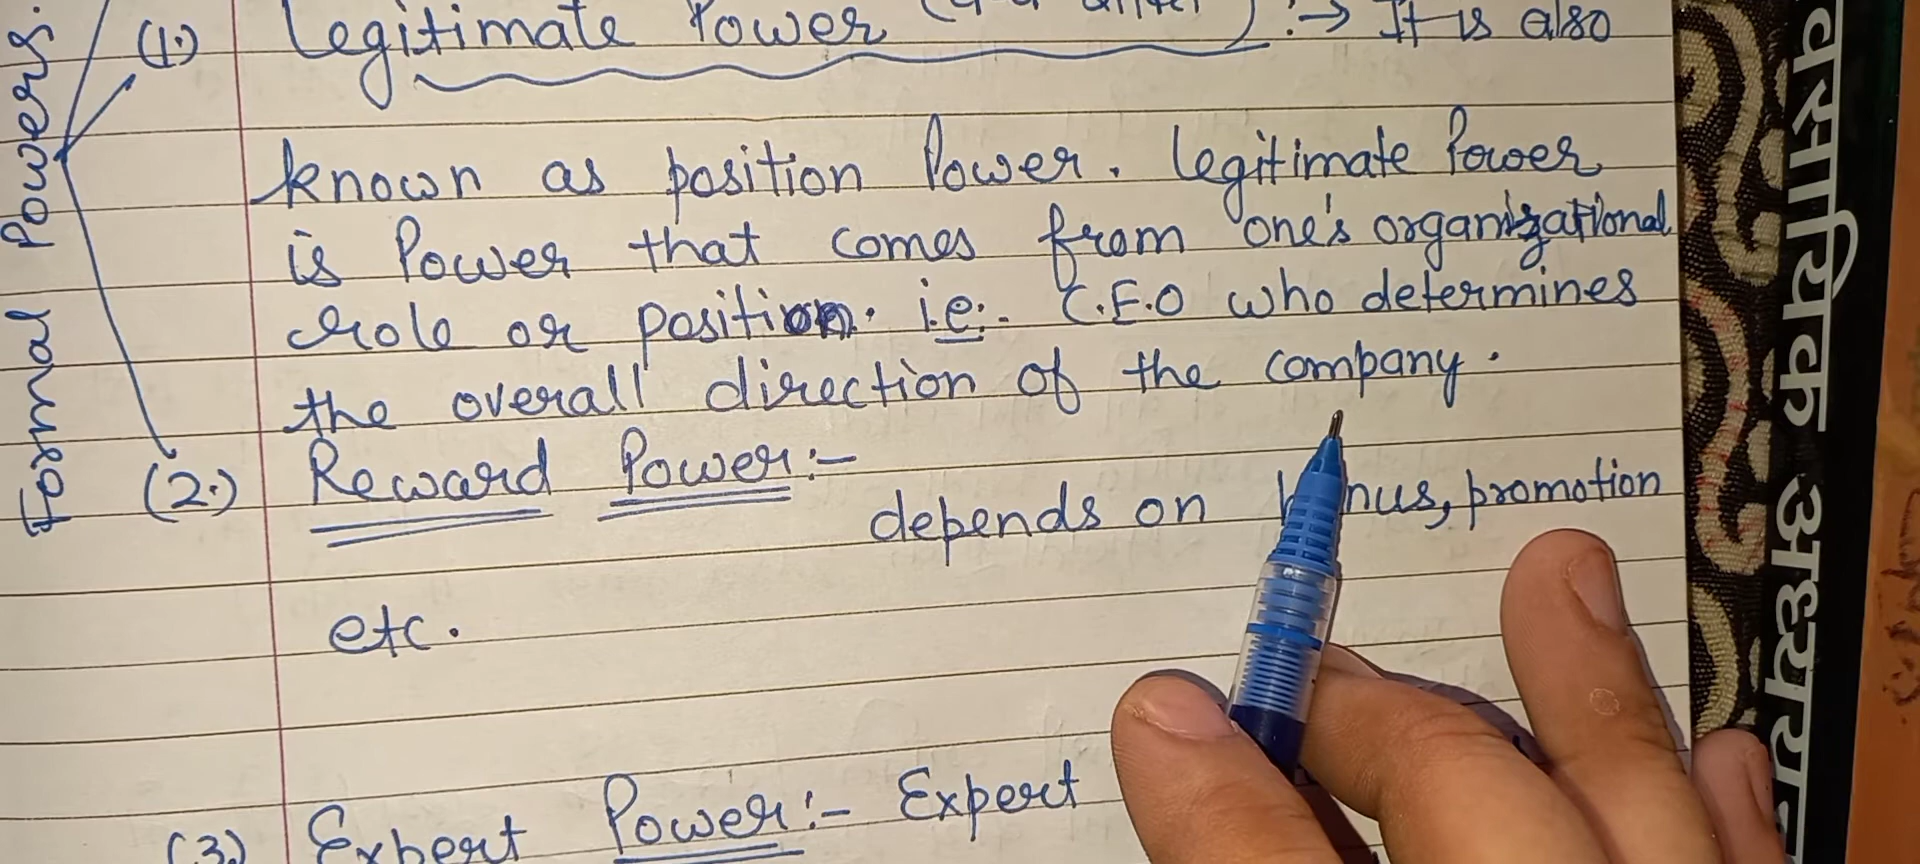 Formal Powers.
(1.) Legitimate Power ( ) :→ It is also
known as position Power. Legitimate Power
is Power that comes from one's organizational
role or position. i.e:- C.E.O who determines
the overall direction of the company.
(2.) Reward Power:-
depends on bonus, promotion
etc.
(3.) Expert Power:- Expert